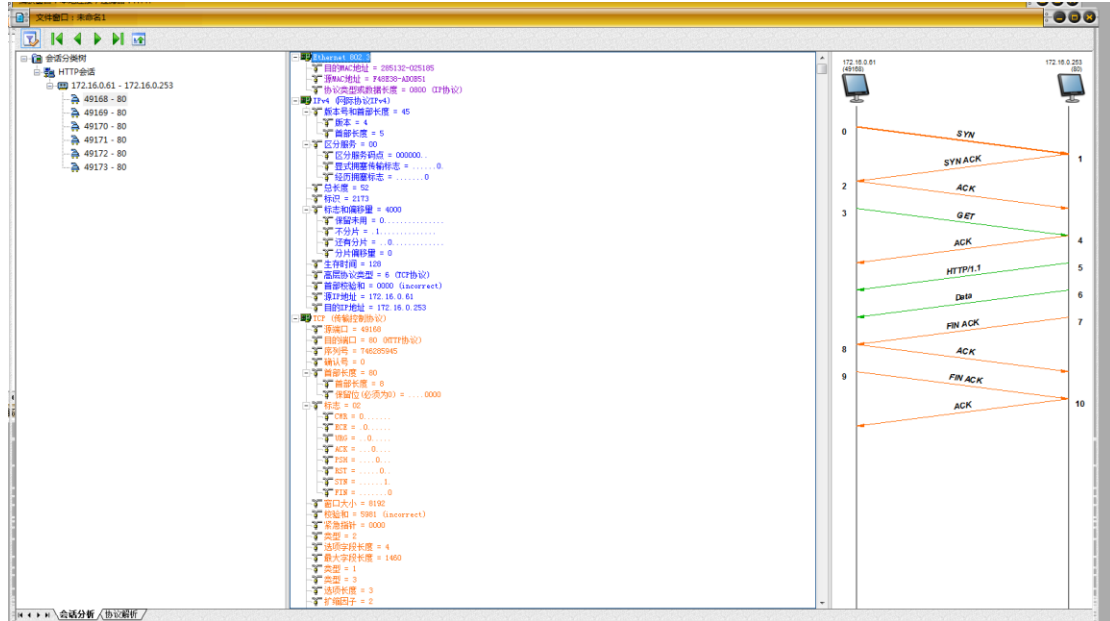 文件窗口：未命名1
会话分类树
HTTP会话
172.16.0.61 - 172.16.0.253
49168 - 80
49169 - 80
49170 - 80
49171 - 80
49172 - 80
49173 - 80
会话分析
协议解析
Ethernet 802.3
目的MAC地址 = 285132-025185
源MAC地址 = F48E38-AD0B51
协议类型或数据长度 = 0800 (IP协议)
IPv4 (网际协议IPv4)
版本号和首部长度 = 45
版本 = 4
首部长度 = 5
区分服务 = 00
区分服务码点 = 000000..
显式拥塞传输标志 = ......0.
经历拥塞标志 = .......0
总长度 = 52
标识 = 2173
标志和偏移量 = 4000
保留未用 = 0...............
不分片 = .1..............
还有分片 = ..0.............
分片偏移量 = 0
生存时间 = 128
高层协议类型 = 6 (TCP协议)
首部校验和 = 0000 (incorrect)
源IP地址 = 172.16.0.61
目的IP地址 = 172.16.0.253
TCP (传输控制协议)
源端口 = 49168
目的端口 = 80 (HTTP协议)
序列号 = 746285945
确认号 = 0
首部长度 = 80
首部长度 = 8
保留位(必须为0) = ....0000
标志 = 02
CWR = 0.......
ECE = .0......
URG = ..0.....
ACK = ...0....
PSH = ....0...
RST = .....0..
SYN = ......1.
FIN = .......0
窗口大小 = 8192
校验和 = 5981 (incorrect)
紧急指针 = 0000
类型 = 2
选项字段长度 = 4
最大字段长度 = 1460
类型 = 1
类型 = 3
选项长度 = 3
扩缩因子 = 2
172.16.0.61
(49168)
172.16.0.253
(80)
0
SYN
1
SYN ACK
2
ACK
3
GET
4
ACK
5
HTTP/1.1
6
Data
7
FIN ACK
8
ACK
9
FIN ACK
10
ACK